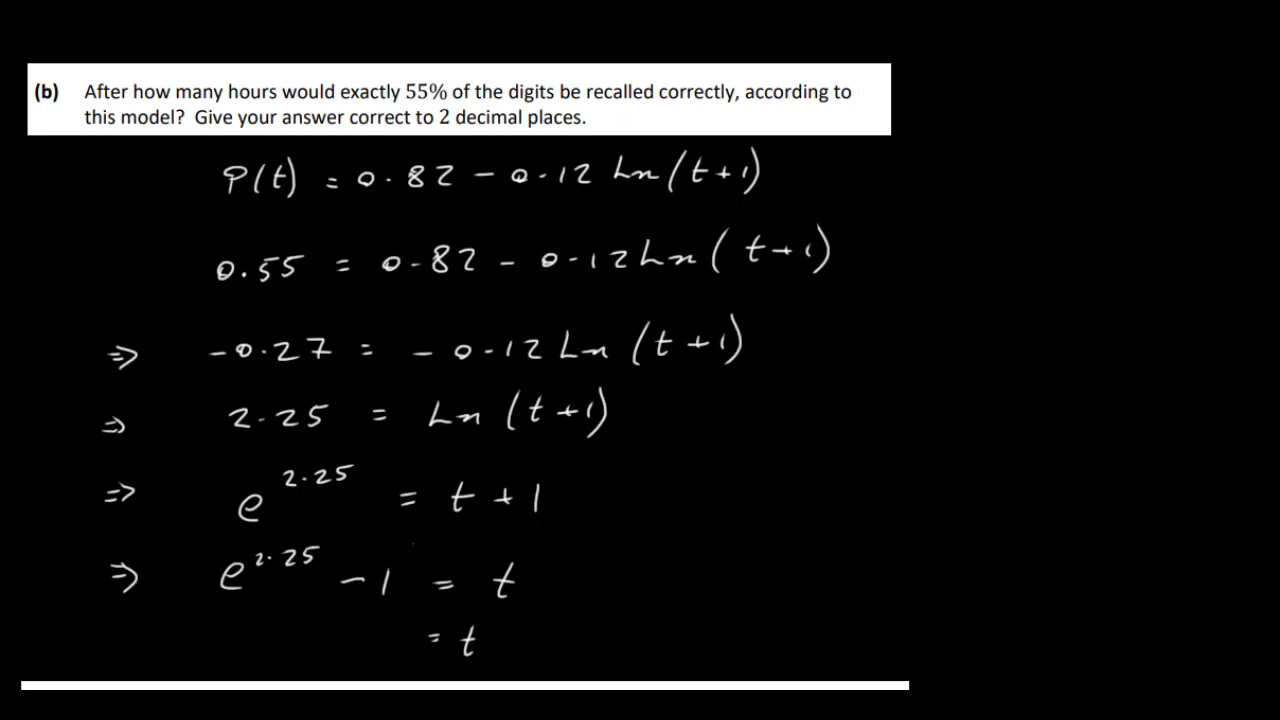 (b) After how many hours would exactly 55% of the digits be recalled correctly, according to
this model? Give your answer correct to 2 decimal places.
P(t) = 0.82 - 0.12 Ln(t+1)
0.55 = 0.82 - 0.12 Ln(t+1)
=> -0.27 = -0.12 Ln(t+1)
=> 2.25 = Ln(t+1)
=> e^2.25 = t+1
=> e^2.25 - 1 = t
= t